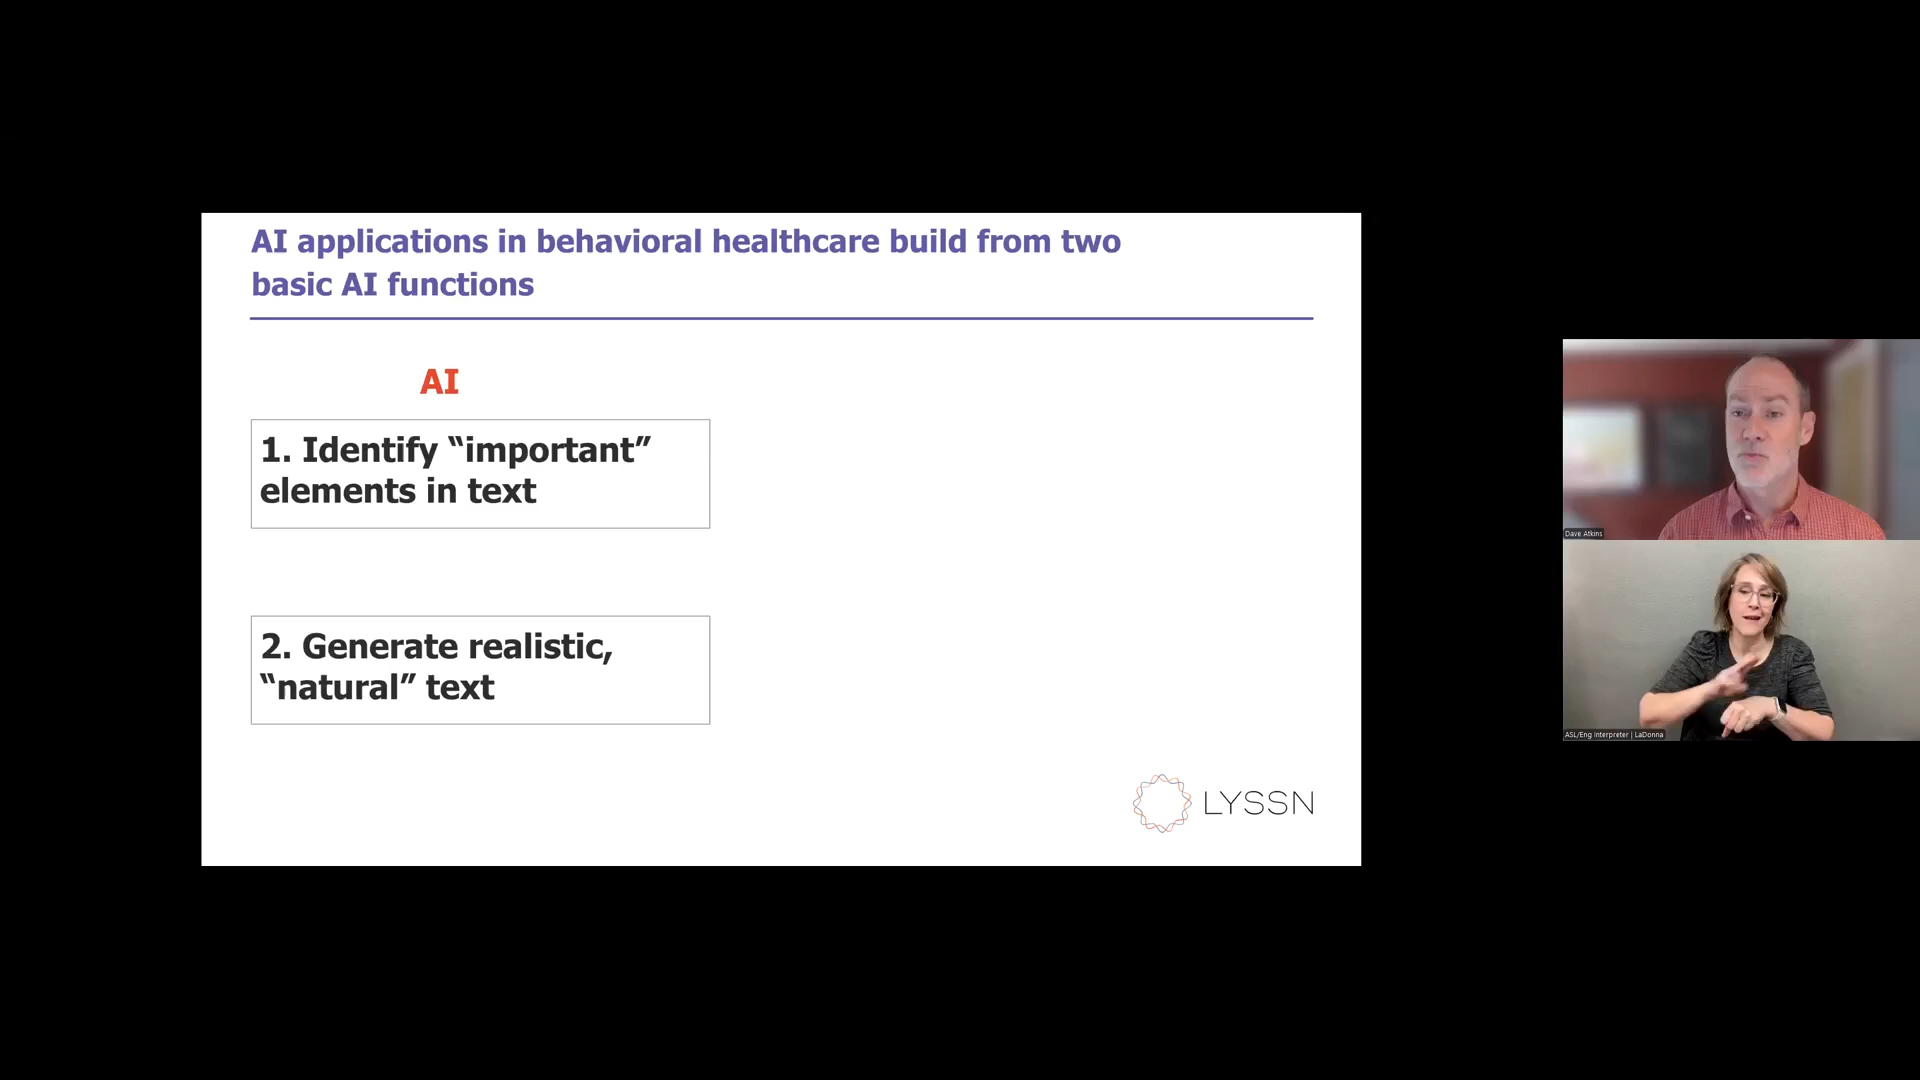 AI applications in behavioral healthcare build from two
basic AI functions
AI
1. Identify “important”
elements in text
2. Generate realistic,
“natural” text
LYSSN
Dave Atkins
ASL/Eng Interpreter | LaDonna